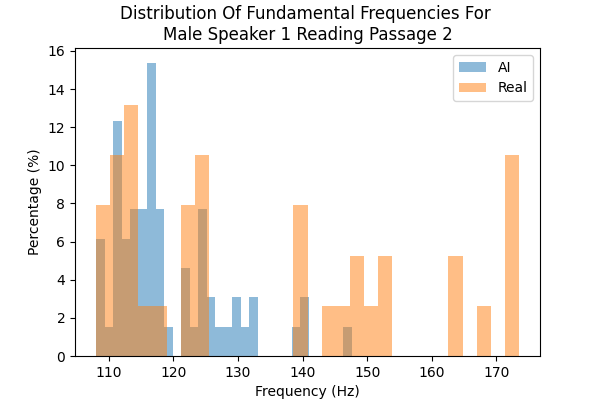 Distribution Of Fundamental Frequencies For
Male Speaker 1 Reading Passage 2
AI
Real
Percentage (%)
16
14
12
10
8
6
4
2
0
110 120 130 140 150 160 170
Frequency (Hz)